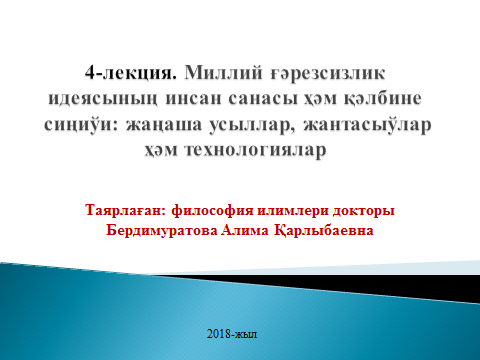 4-лекция. Миллий ғәрезсизлик
идеясының инсан санасы ҳәм қәлбине
сиңиўи: жаңаша усыллар, жантасыўлар
ҳәм технологиялар
Таярлаған: философия илимлери докторы
Бердимуратова Алима Қарлыбаевна
2018-жыл